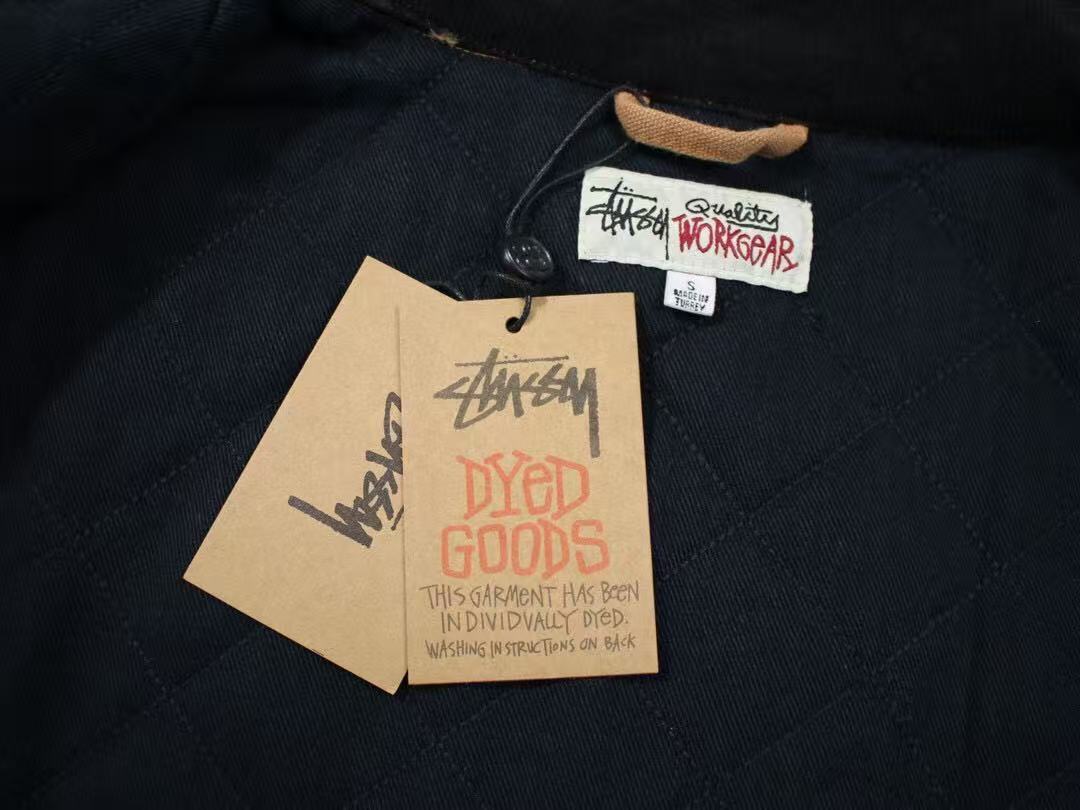 Stüssy
Quality
WORKGEAR
S
MADE IN
TURKEY
Stüssy
Stüssy
DYED
GOODS
THIS GARMENT HAS BEEN
INDIVIDUALLY DYED.
WASHING INSTRUCTIONS ON BACK